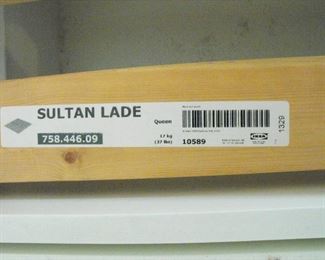 SULTAN LADE
758.446.09
Queen
17 kg
(37 lbs)
10589
IKEA
1329